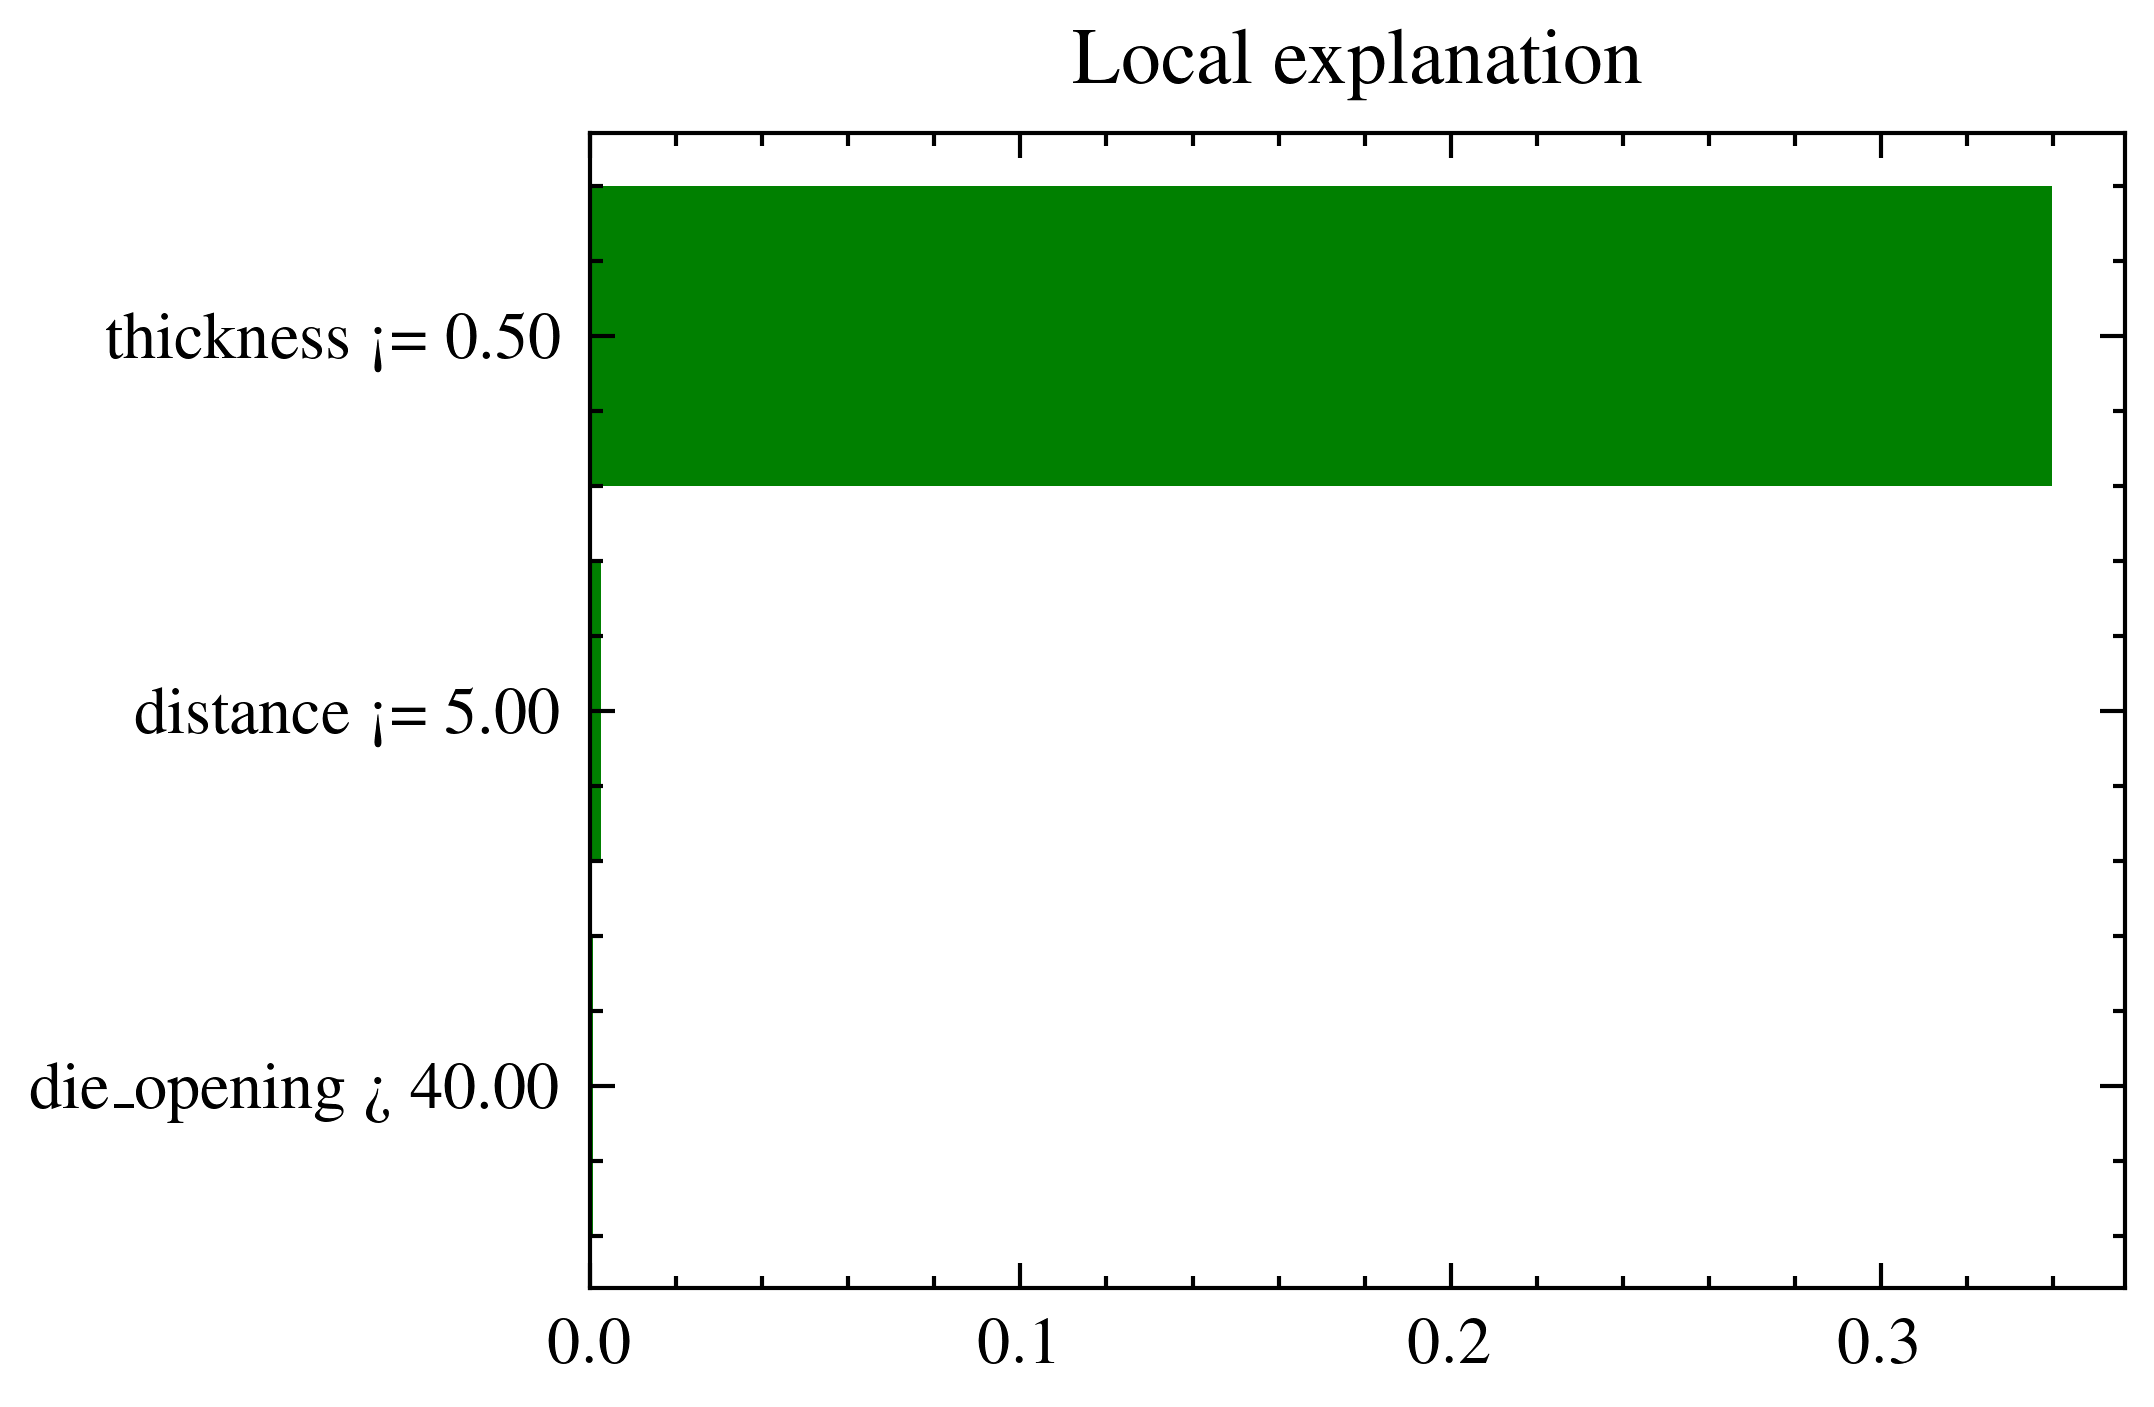 Local explanation
thickness ¡= 0.50
distance ¡= 5.00
die_opening ¿ 40.00
0.0 0.1 0.2 0.3